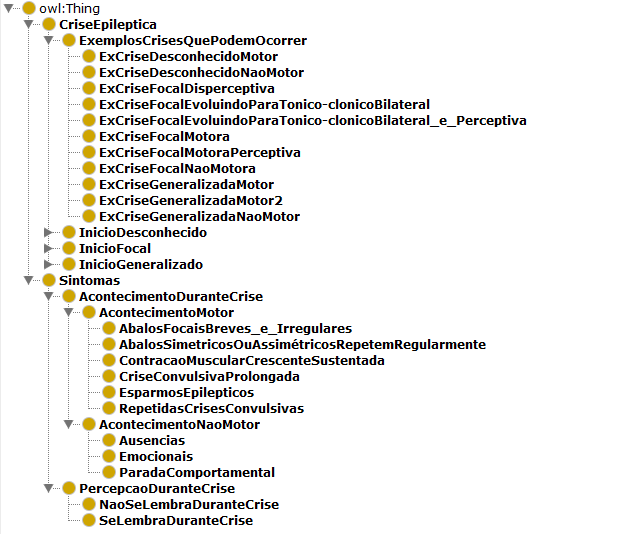 owl:Thing
CriseEpileptica
ExemplosCrisesQuePodemOcorrer
ExCriseDesconhecidoMotor
ExCriseDesconhecidoNaoMotor
ExCriseFocalDisperceptiva
ExCriseFocalEvoluindoParaTonico-clonicoBilateral
ExCriseFocalEvoluindoParaTonico-clonicoBilateral_e_Perceptiva
ExCriseFocalMotora
ExCriseFocalMotoraPerceptiva
ExCriseFocalNaoMotora
ExCriseGeneralizadaMotor
ExCriseGeneralizadaMotor2
ExCriseGeneralizadaNaoMotor
InicioDesconhecido
InicioFocal
InicioGeneralizado
Sintomas
AcontecimentoDuranteCrise
AcontecimentoMotor
AbalosFocaisBreves_e_Irregulares
AbalosSimetricosOuAssimétricosRepetemRegularmente
ContracaoMuscularCrescenteSustentada
CriseConvulsivaProlongada
EsparmosEpilepticos
RepetidasCrisesConvulsivas
AcontecimentoNaoMotor
Ausencias
Emocionais
ParadaComportamental
PercepcaoDuranteCrise
NaoSeLembraDuranteCrise
SeLembraDuranteCrise